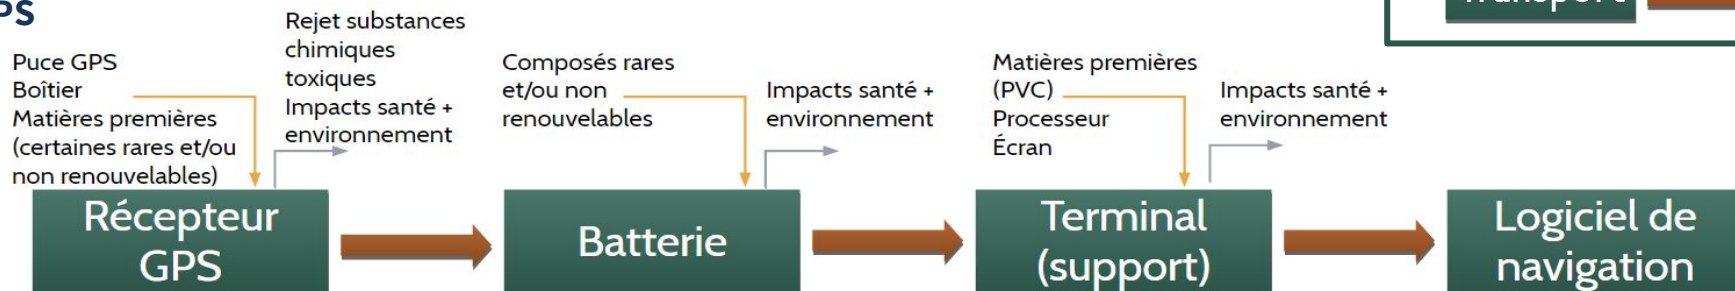 PS
Transport
Puce GPS
Boîtier
Matières premières
(certaines rares et/ou
non renouvelables)
Rejet substances
chimiques
toxiques
Impacts santé +
environnement
Composés rares
et/ou non
renouvelables
Impacts santé +
environnement
Matières premières
(PVC)
Processeur
Écran
Impacts santé +
environnement
Récepteur
GPS
Batterie
Terminal
(support)
Logiciel de
navigation